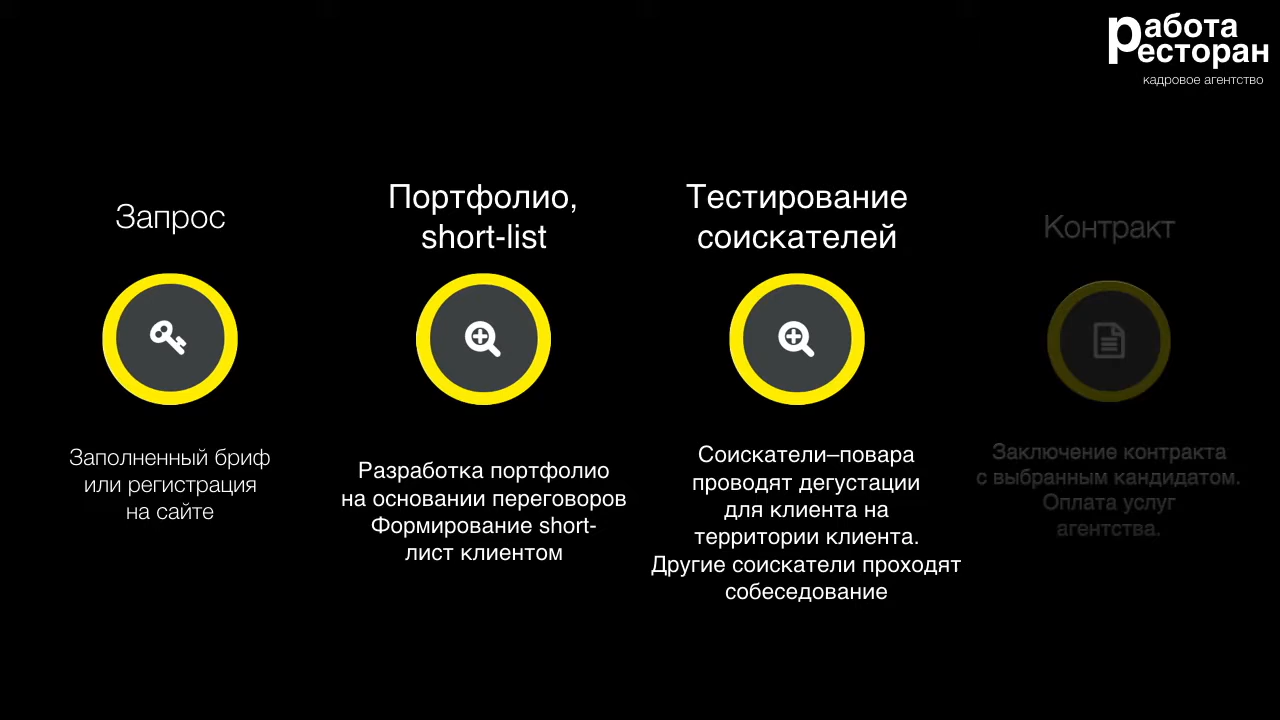 работа
ресторан
кадровое агентство
Запрос
Заполненный бриф
или регистрация
на сайте
Портфолио,
short-list
Разработка портфолио
на основании переговоров
Формирование short-
лист клиентом
Тестирование
соискателей
Соискатели–повара
проводят дегустации
для клиента на
территории клиента.
Другие соискатели проходят
собеседование
Контракт
Заключение контракта
с выбранным кандидатом.
Оплата услуг
агентства.